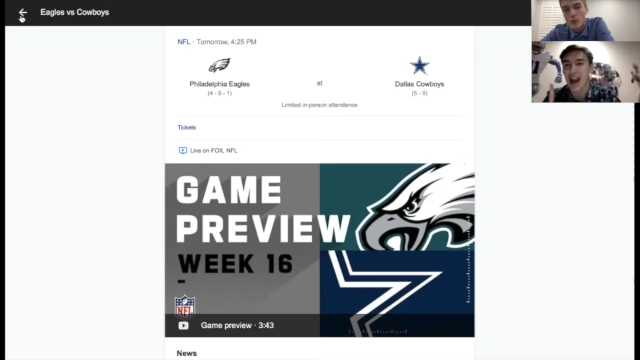 Eagles vs Cowboys
NFL · Tomorrow, 4:25 PM
Philadelphia Eagles
at
Dallas Cowboys
(4 - 9 - 1)
(5 - 9)
Limited in-person attendance
Tickets
Live on FOX, NFL
GAME
PREVIEW
WEEK 16
NFL
Game preview · 3:43
News